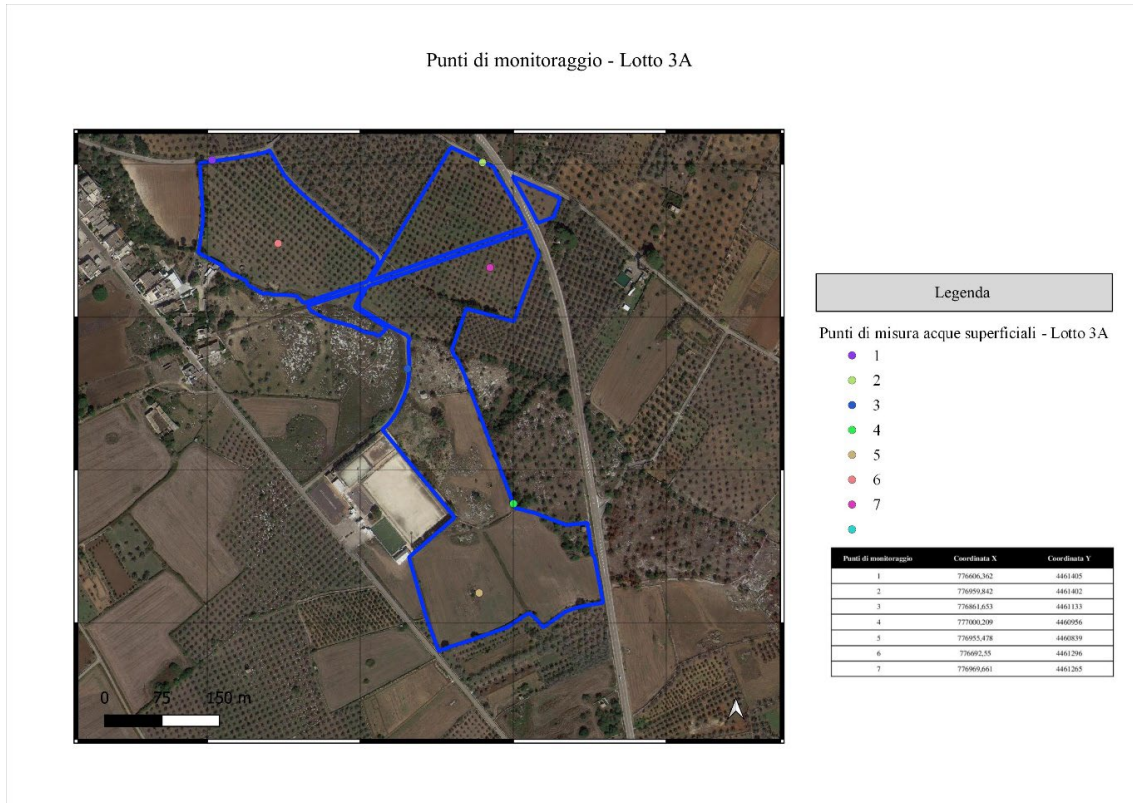 Punti di monitoraggio - Lotto 3A
Legenda
Punti di misura acque superficiali - Lotto 3A
1
2
3
4
5
6
7
Punti di monitoraggio Coordinata X Coordinata Y
1 776606,362 4461405
2 776959,842 4461402
3 776861,653 4461133
4 777000,209 4460956
5 776955,478 4460839
6 776692,55 4461296
7 776969,661 4461265
0 75 150 m